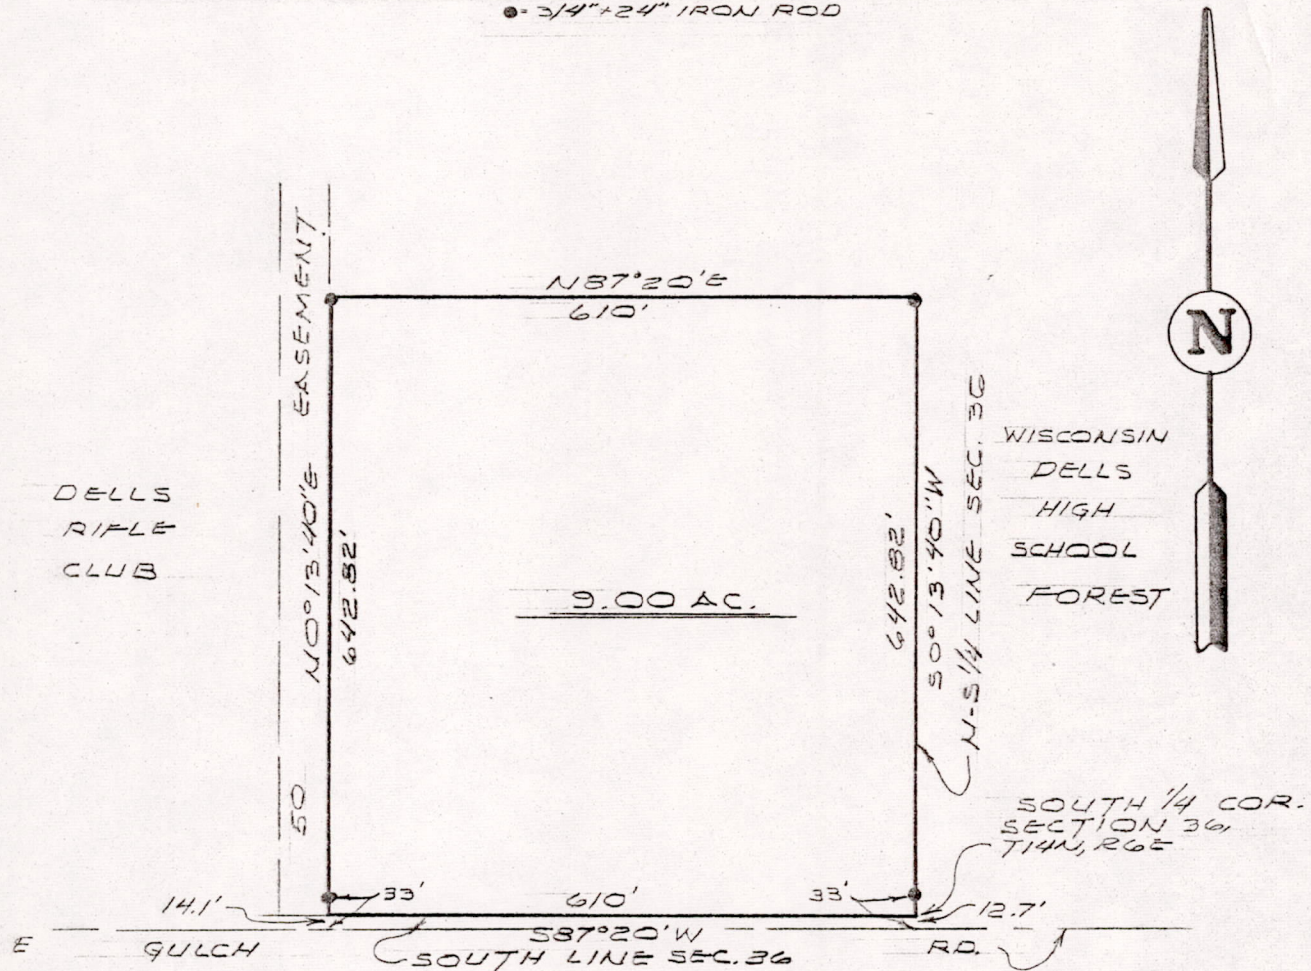 ●= 3/4"x24" IRON ROD
N87°20'E
610'
N
EASEMENT
50
N0°13'40"E
642.82'
DELLS
RIFLE
CLUB
9.00 AC.
642.82'
S0°13'40"W
N-S 1/4 LINE SEC. 36
WISCONSIN
DELLS
HIGH
SCHOOL
FOREST
SOUTH 1/4 COR.
SECTION 36,
T14N, R6E
14.1'
33'
610'
33'
12.7'
E GULCH RD.
S87°20'W
SOUTH LINE SEC. 36